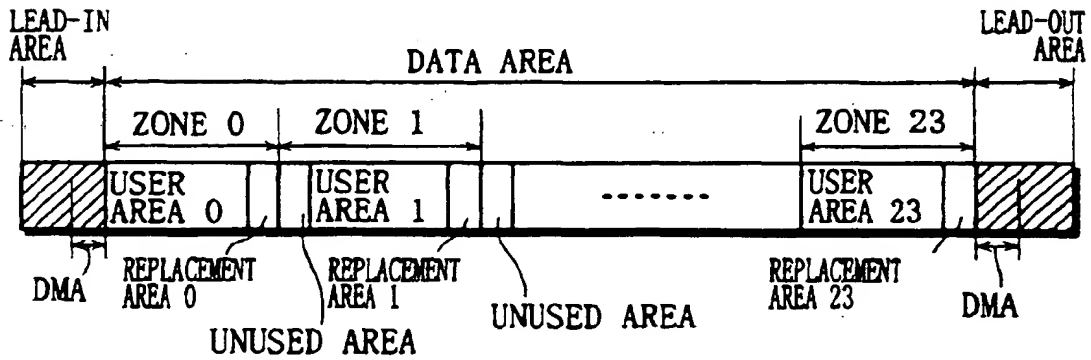 LEAD-IN
AREA
LEAD-OUT
AREA
DATA AREA
ZONE 0
ZONE 1
ZONE 23
USER
AREA 0
USER
AREA 1
USER
AREA 23
DMA
REPLACEMENT
AREA 0
REPLACEMENT
AREA 1
REPLACEMENT
AREA 23
DMA
UNUSED AREA
UNUSED AREA